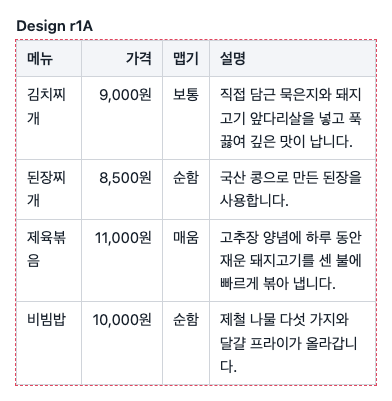 Design r1A
메뉴 가격 맵기 설명
김치찌 9,000원 보통 직접 담근 묵은지와 돼지
개 고기 앞다리살을 넣고 푹
끓여 깊은 맛이 납니다.
된장찌 8,500원 순함 국산 콩으로 만든 된장을
개 사용합니다.
제육볶 11,000원 매움 고추장 양념에 하루 동안
음 재운 돼지고기를 센 불에
빠르게 볶아 냅니다.
비빔밥 10,000원 순함 제철 나물 다섯 가지와
달걀 프라이가 올라갑니
다.